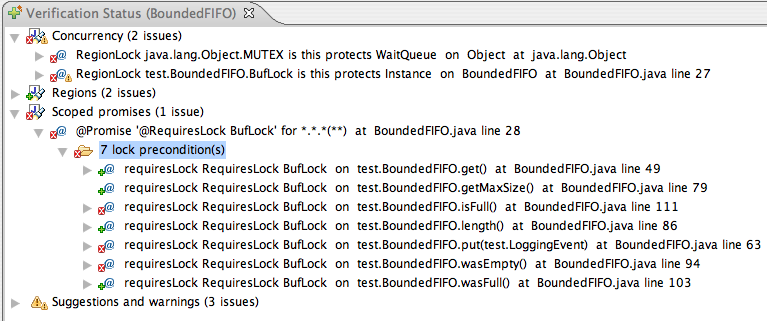 Verification Status (BoundedFIFO)
Concurrency (2 issues)
RegionLock java.lang.Object.MUTEX is this protects WaitQueue on Object at java.lang.Object
RegionLock test.BoundedFIFO.BufLock is this protects Instance on BoundedFIFO at BoundedFIFO.java line 27
Regions (2 issues)
Scoped promises (1 issue)
@Promise '@RequiresLock BufLock' for *.*.*(**) at BoundedFIFO.java line 28
7 lock precondition(s)
requiresLock RequiresLock BufLock on test.BoundedFIFO.get() at BoundedFIFO.java line 49
requiresLock RequiresLock BufLock on test.BoundedFIFO.getMaxSize() at BoundedFIFO.java line 79
requiresLock RequiresLock BufLock on test.BoundedFIFO.isFull() at BoundedFIFO.java line 111
requiresLock RequiresLock BufLock on test.BoundedFIFO.length() at BoundedFIFO.java line 86
requiresLock RequiresLock BufLock on test.BoundedFIFO.put(test.LoggingEvent) at BoundedFIFO.java line 63
requiresLock RequiresLock BufLock on test.BoundedFIFO.wasEmpty() at BoundedFIFO.java line 94
requiresLock RequiresLock BufLock on test.BoundedFIFO.wasFull() at BoundedFIFO.java line 103
Suggestions and warnings (3 issues)